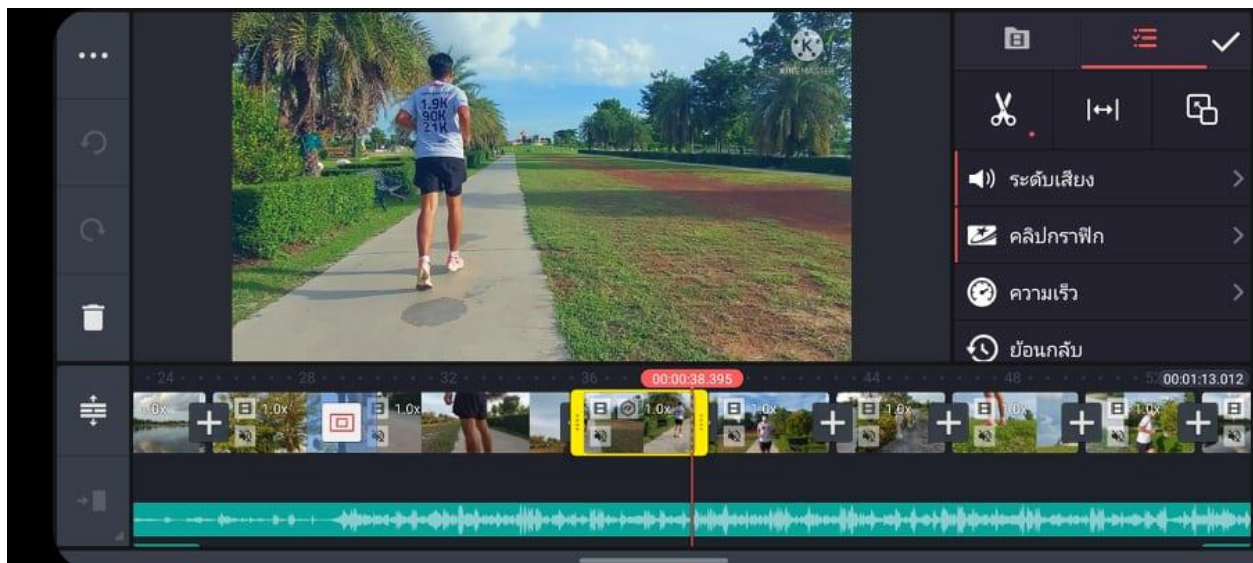 1.9K
90K
21K
KINEMASTER
ระดับเสียง
คลิปกราฟิก
ความเร็ว
ย้อนกลับ
24 28 32 36 00:00:38.395 44 48 00:01:13.012
1.0x 1.0x 1.0x 1.0x 1.0x 1.0x